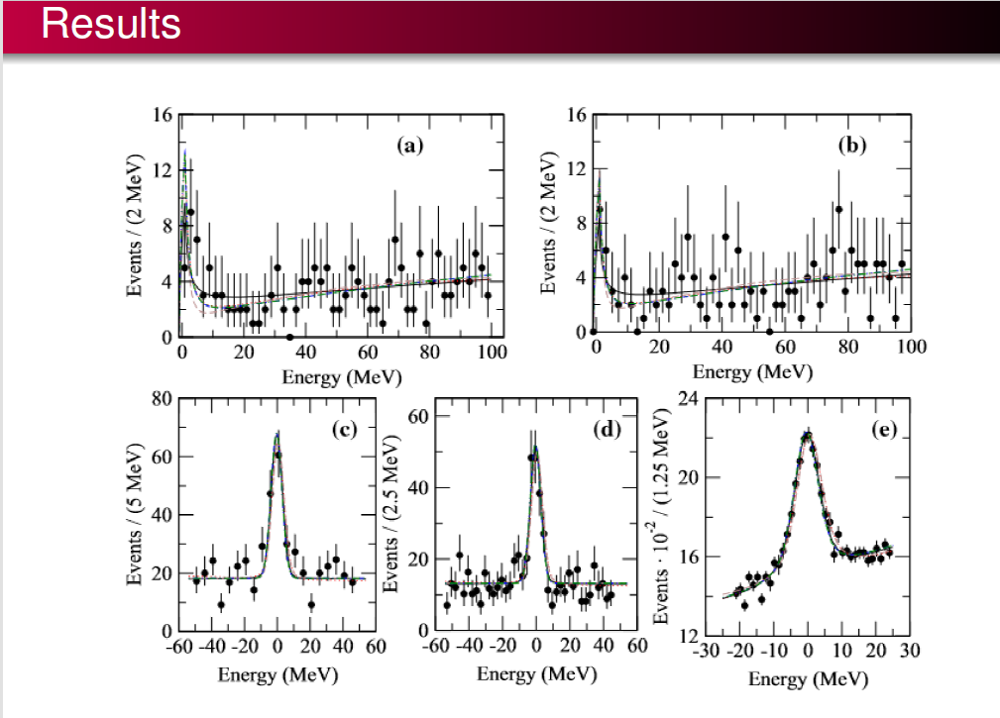 Results
16
12
8
4
0
Events / (2 MeV)
(a)
0 20 40 60 80 100
Energy (MeV)
16
12
8
4
0
Events / (2 MeV)
(b)
0 20 40 60 80 100
Energy (MeV)
80
60
40
20
0
Events / (5 MeV)
(c)
-60 -40 -20 0 20 40 60
Energy (MeV)
60
40
20
0
Events / (2.5 MeV)
(d)
-60 -40 -20 0 20 40 60
Energy (MeV)
24
20
16
12
Events · 10⁻² / (1.25 MeV)
(e)
-30 -20 -10 0 10 20 30
Energy (MeV)